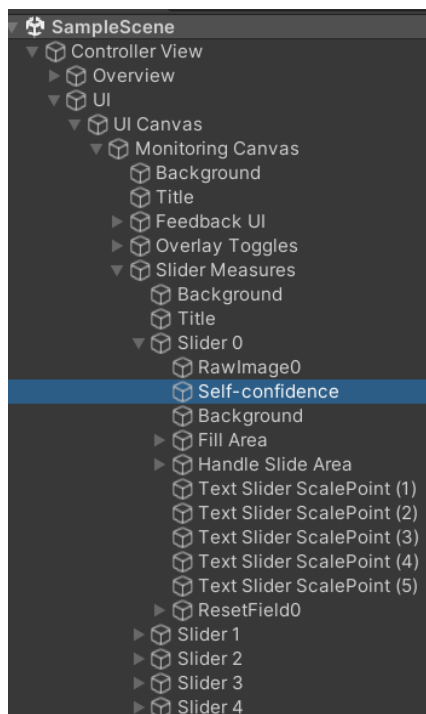 SampleScene
Controller View
Overview
UI
UI Canvas
Monitoring Canvas
Background
Title
Feedback UI
Overlay Toggles
Slider Measures
Background
Title
Slider 0
RawImage0
Self-confidence
Background
Fill Area
Handle Slide Area
Text Slider ScalePoint (1)
Text Slider ScalePoint (2)
Text Slider ScalePoint (3)
Text Slider ScalePoint (4)
Text Slider ScalePoint (5)
ResetField0
Slider 1
Slider 2
Slider 3
Slider 4